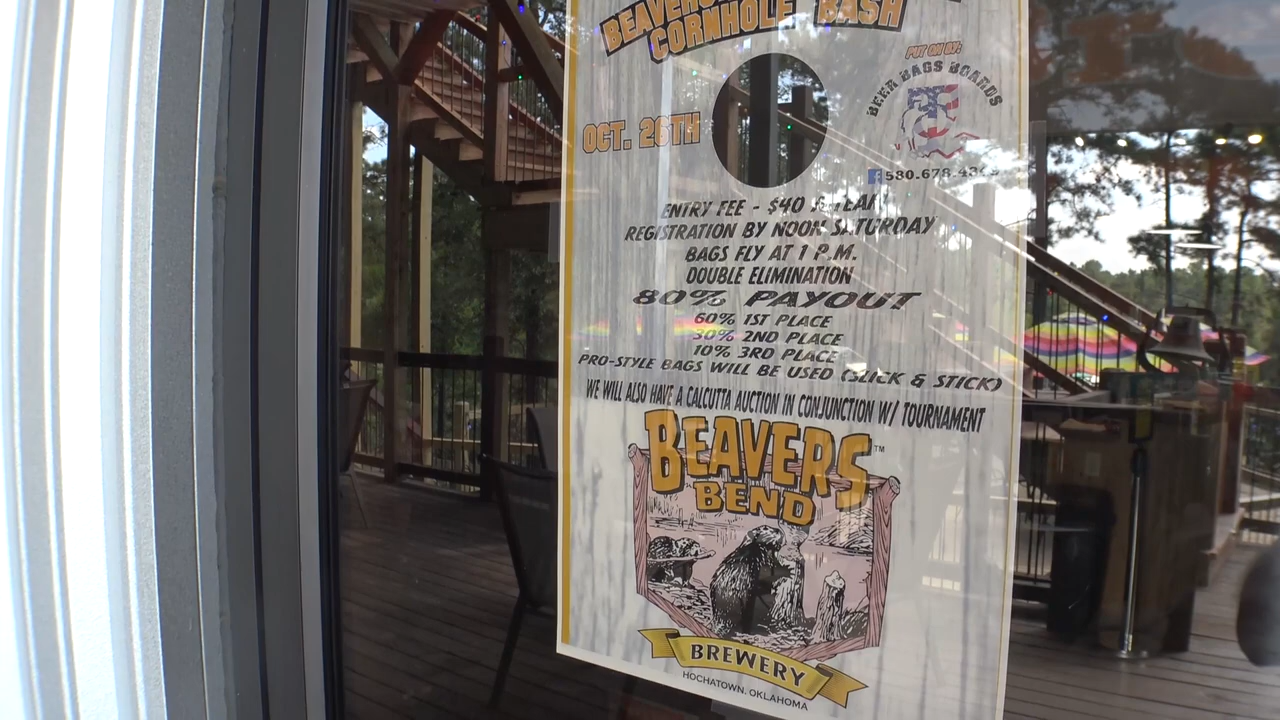 CORNHOLE BASH
PUT ON BY:
BEER BAGS BOARDS
OCT. 26TH
ENTRY FEE - $40 A TEAM
REGISTRATION BY NOON SATURDAY
BAGS FLY AT 1 P.M.
DOUBLE ELIMINATION
80% PAYOUT
60% 1ST PLACE
30% 2ND PLACE
10% 3RD PLACE
PRO-STYLE BAGS WILL BE USED (SLICK & STICK)
WE WILL ALSO HAVE A CALCUTTA AUCTION IN CONJUNCTION W/ TOURNAMENT
BEAVERS
BEND
TM
BREWERY
HOCHATOWN, OKLAHOMA